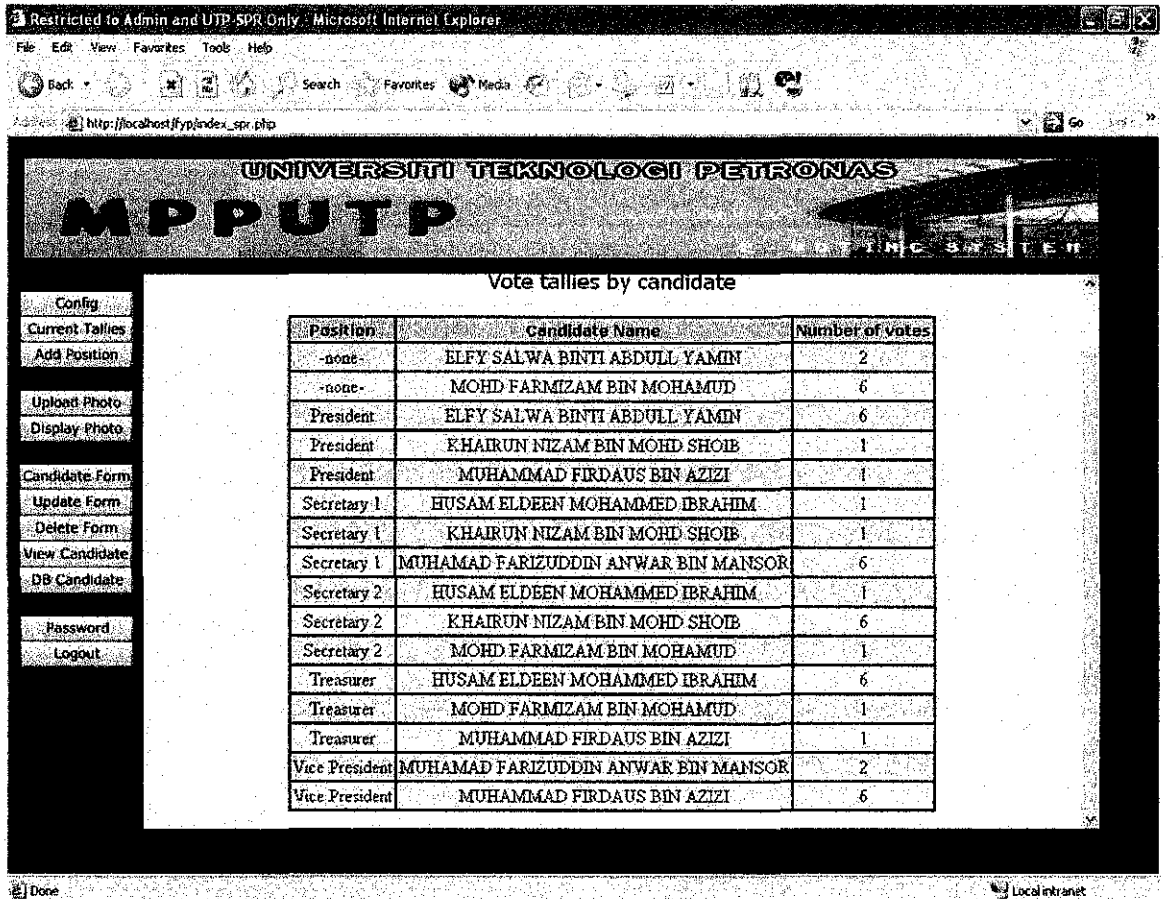 Restricted to Admin and UTP-SPR Only - Microsoft Internet Explorer
File Edit View Favorites Tools Help
Back Search Favorites Media
Address http://localhost/fyp/index_spr.php Go
UNIVERSITI TEKNOLOGI PETRONAS
MPPUTP
SYSTEM
Vote tallies by candidate
Config
Current Tallies
Add Position
Upload Photo
Display Photo
Candidate Form
Update Form
Delete Form
View Candidate
DB Candidate
Password
Logout
Position Candidate Name Number of votes
-none- ELFY SALWA BINTI ABDULL YAMIN 2
-none- MOHD FARMIZAM BIN MOHAMUD 6
President ELFY SALWA BINTI ABDULL YAMIN 6
President KHAIRUN NIZAM BIN MOHD SHOIB 1
President MUHAMMAD FIRDAUS BIN AZIZI 1
Secretary 1 HUSAM ELDEEN MOHAMMED IBRAHIM 1
Secretary 1 KHAIRUN NIZAM BIN MOHD SHOIB 1
Secretary 1 MUHAMAD FARIZUDDIN ANWAR BIN MANSOR 6
Secretary 2 HUSAM ELDEEN MOHAMMED IBRAHIM 1
Secretary 2 KHAIRUN NIZAM BIN MOHD SHOIB 6
Secretary 2 MOHD FARMIZAM BIN MOHAMUD 1
Treasurer HUSAM ELDEEN MOHAMMED IBRAHIM 6
Treasurer MOHD FARMIZAM BIN MOHAMUD 1
Treasurer MUHAMMAD FIRDAUS BIN AZIZI 1
Vice President MUHAMAD FARIZUDDIN ANWAR BIN MANSOR 2
Vice President MUHAMMAD FIRDAUS BIN AZIZI 6
Done Local intranet